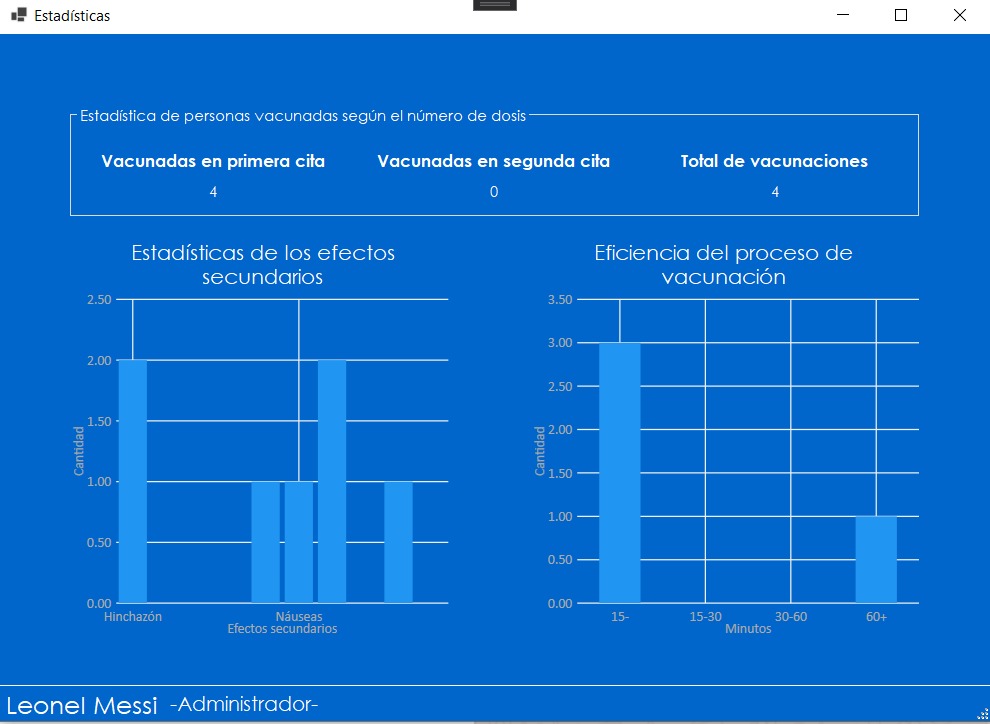 Estadísticas
Estadística de personas vacunadas según el número de dosis
Vacunadas en primera cita Vacunadas en segunda cita Total de vacunaciones
4 0 4
Estadísticas de los efectos
secundarios
2.50
2.00
1.50
1.00
0.50
0.00
Cantidad
Hinchazón Náuseas
Efectos secundarios
Eficiencia del proceso de
vacunación
3.50
3.00
2.50
2.00
1.50
1.00
0.50
0.00
Cantidad
15- 15-30 30-60 60+
Minutos
Leonel Messi -Administrador-